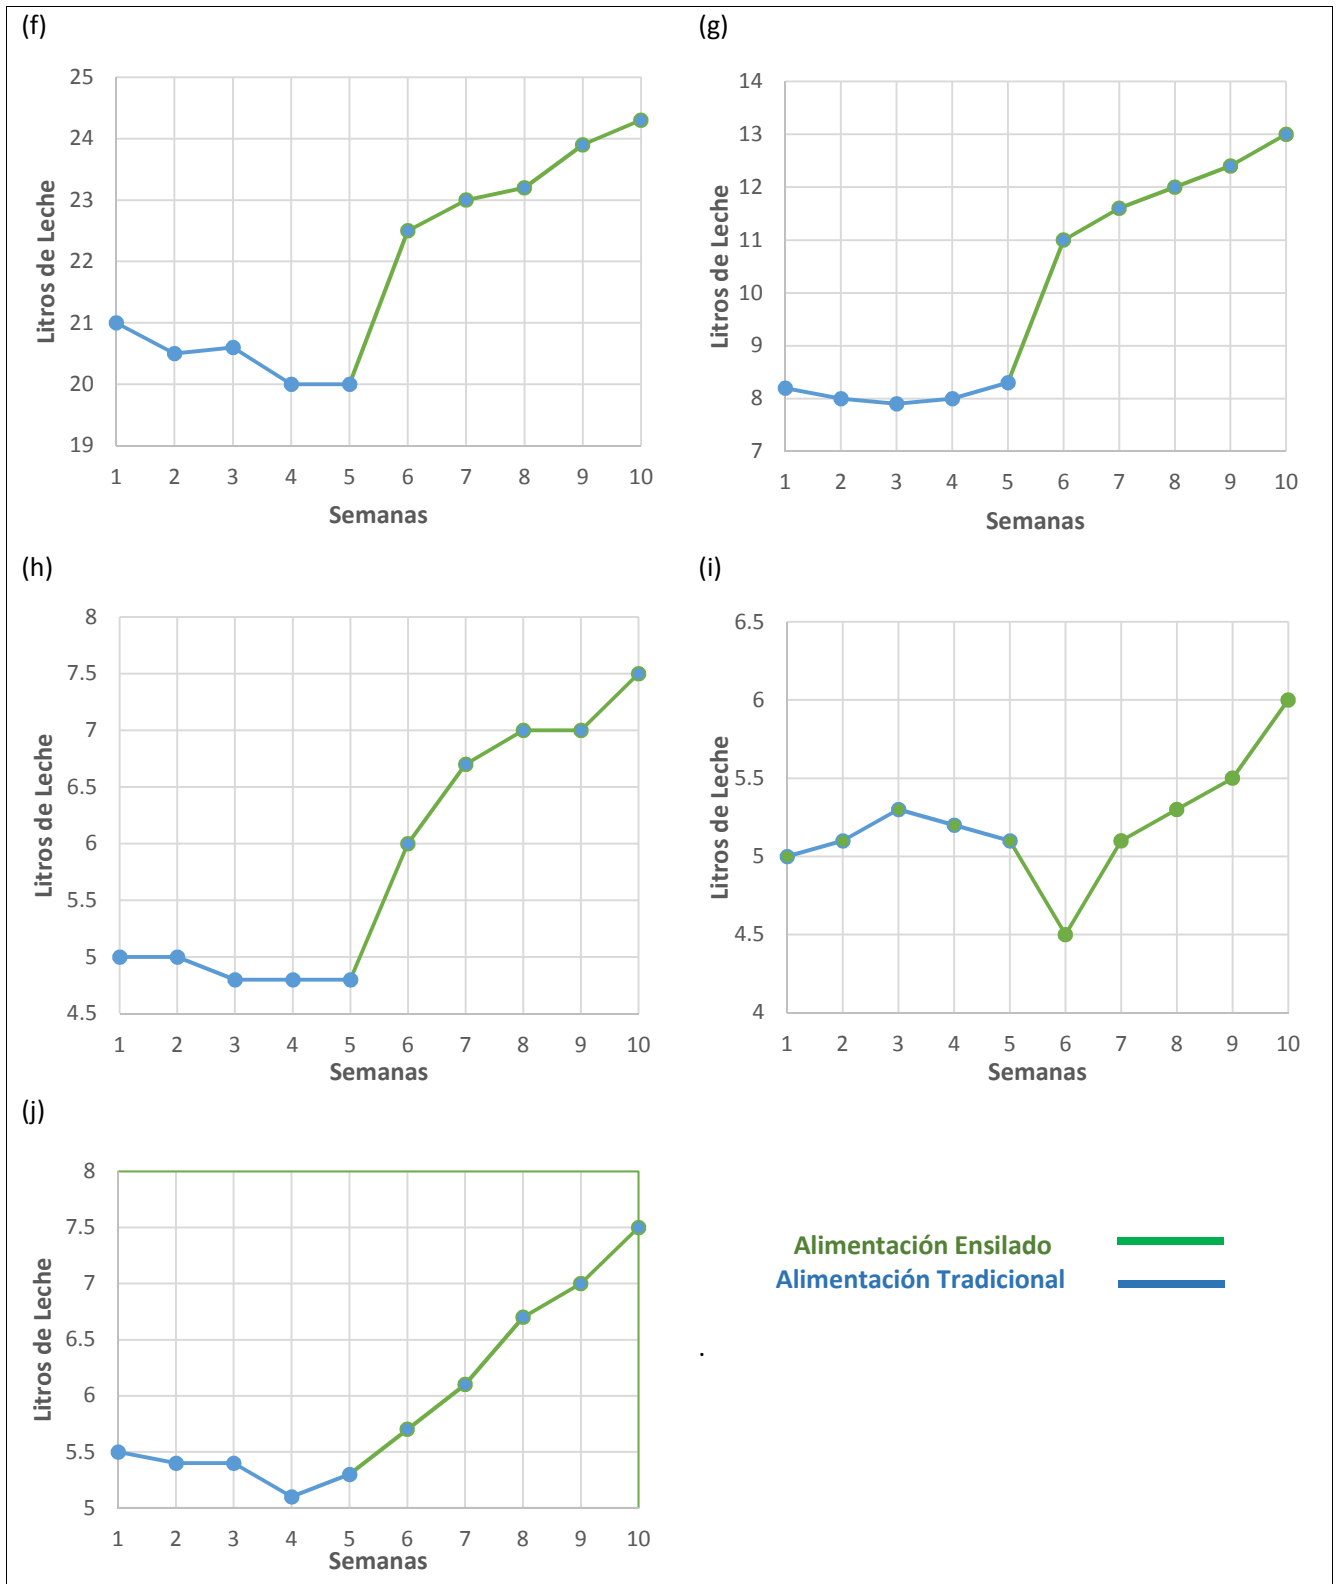 (f)
25
24
23
22
21
20
19
Litros de Leche
1 2 3 4 5 6 7 8 9 10
Semanas
(g)
14
13
12
11
10
9
8
7
Litros de Leche
1 2 3 4 5 6 7 8 9 10
Semanas
(h)
8
7.5
7
6.5
6
5.5
5
4.5
Litros de Leche
1 2 3 4 5 6 7 8 9 10
Semanas
(i)
6.5
6
5.5
5
4.5
4
Litros de Leche
1 2 3 4 5 6 7 8 9 10
Semanas
(j)
8
7.5
7
6.5
6
5.5
5
Litros de Leche
1 2 3 4 5 6 7 8 9 10
Semanas
Alimentación Ensilado
Alimentación Tradicional
.